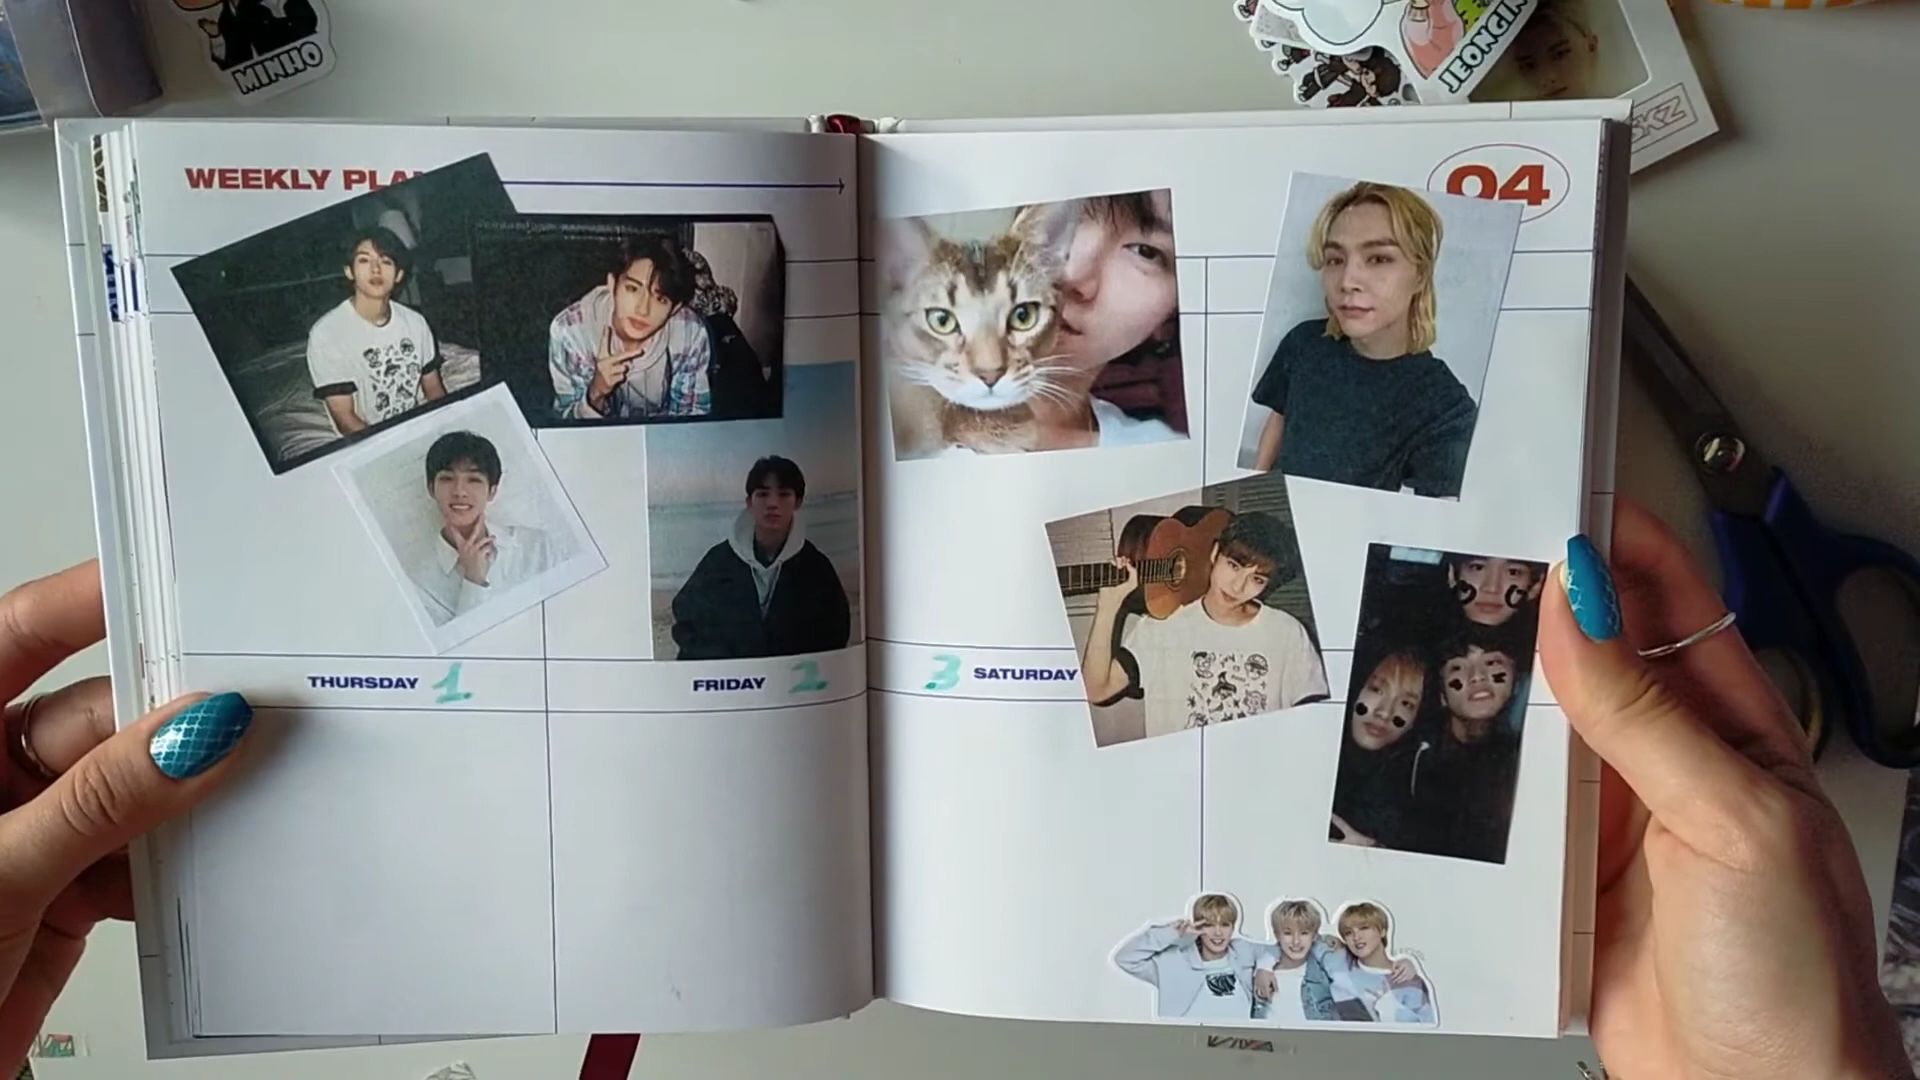 MINHO
JEONGIN
SKZ
WEEKLY PLA
04
THURSDAY 1
FRIDAY 2
3 SATURDAY